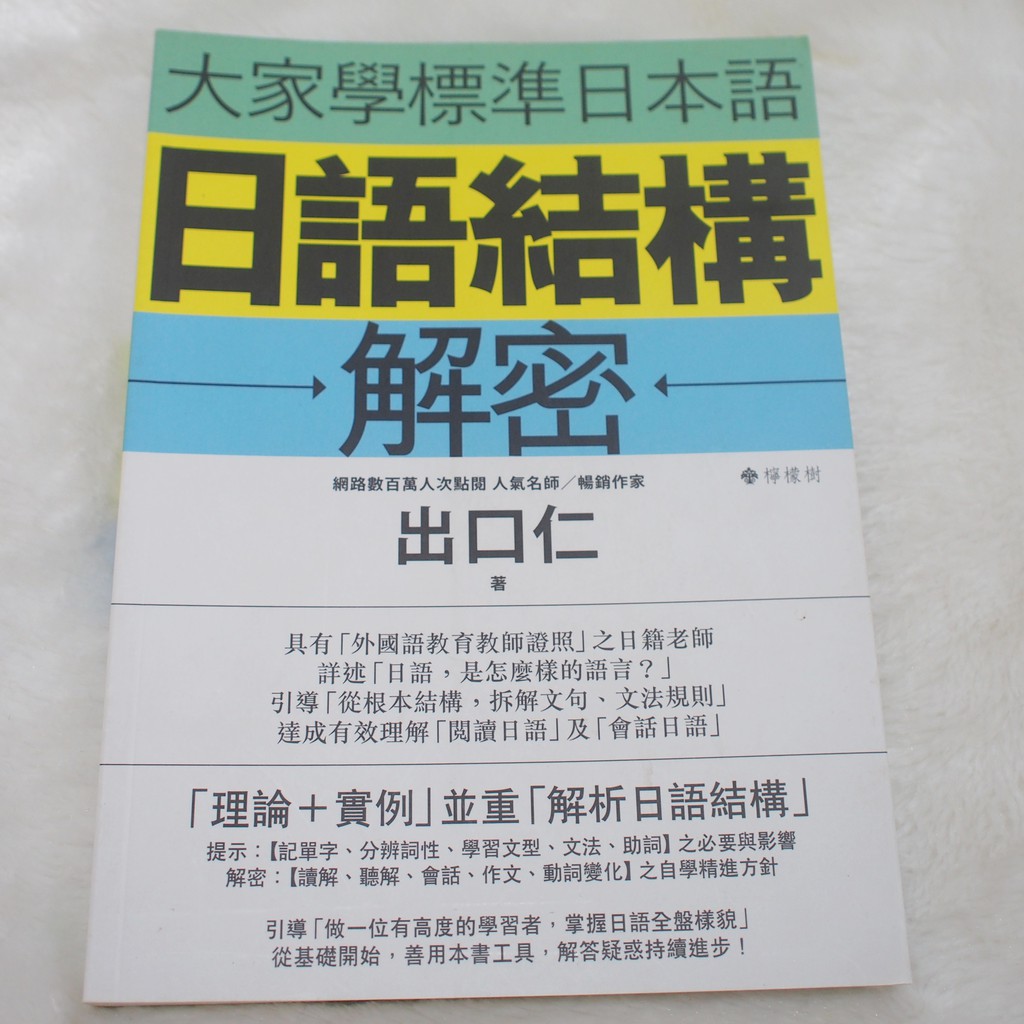 大家學標準日本語
日語結構
解密
網路數百萬人次點閱 人氣名師／暢銷作家
檸檬樹
出口仁
著
具有「外國語教育教師證照」之日籍老師
詳述「日語，是怎麼樣的語言？」
引導「從根本結構，拆解文句、文法規則」
達成有效理解「閱讀日語」及「會話日語」
「理論＋實例」並重「解析日語結構」
提示：【記單字、分辨詞性、學習文型、文法、助詞】之必要與影響
解密：【讀解、聽解、會話、作文、動詞變化】之自學精進方針
引導「做一位有高度的學習者，掌握日語全盤樣貌」
從基礎開始，善用本書工具，解答疑惑持續進步！